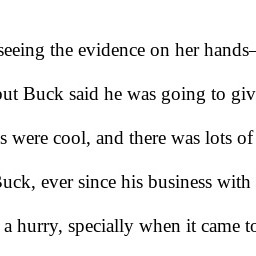 seeing the evidence on her hands—
but Buck said he was going to giv
s were cool, and there was lots of
Buck, ever since his business with
a hurry, specially when it came to